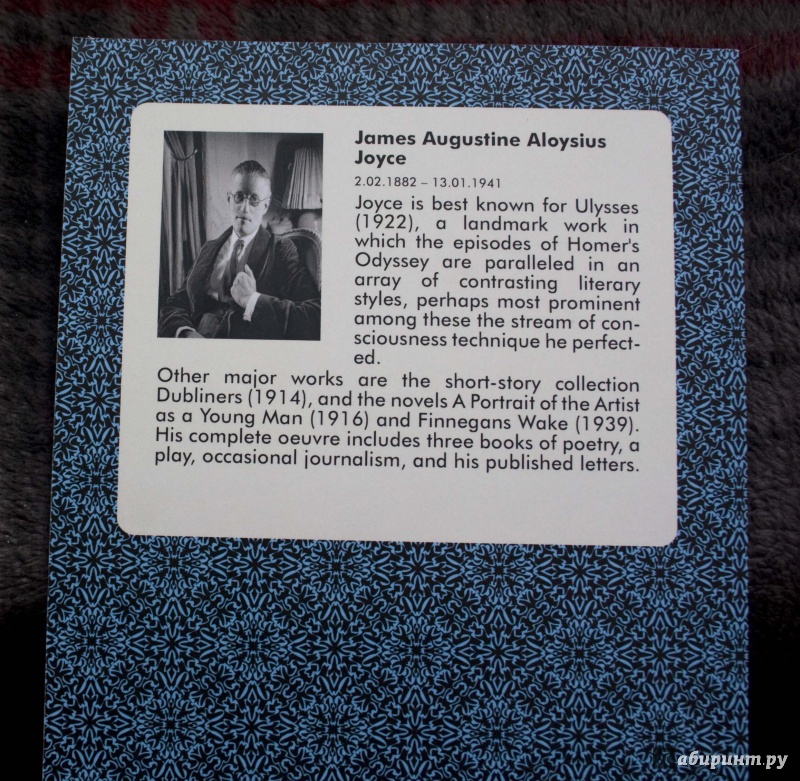 James Augustine Aloysius
Joyce
2.02.1882 – 13.01.1941
Joyce is best known for Ulysses
(1922), a landmark work in
which the episodes of Homer's
Odyssey are paralleled in an
array of contrasting literary
styles, perhaps most prominent
among these the stream of con-
sciousness technique he perfect-
ed.
Other major works are the short-story collection
Dubliners (1914), and the novels A Portrait of the Artist
as a Young Man (1916) and Finnegans Wake (1939).
His complete oeuvre includes three books of poetry, a
play, occasional journalism, and his published letters.
абиринт.ру